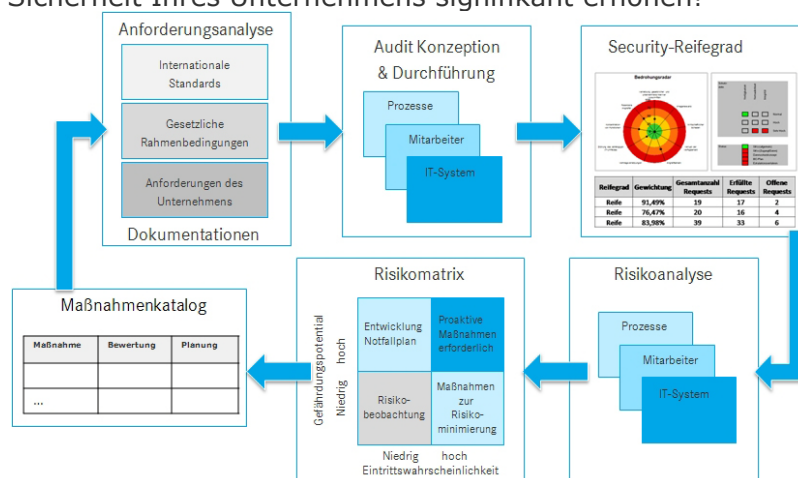 Sicherheit Ihres Unternehmens signifikant erhöhen?
Anforderungsanalyse
Internationale
Standards
Gesetzliche
Rahmenbedingungen
Anforderungen des
Unternehmens
Dokumentationen
Audit Konzeption
& Durchführung
Prozesse
Mitarbeiter
IT-System
Security-Reifegrad
Bedrohungsradar
Reifegrad Gewichtung Gesamtanzahl Requests Erfüllte Requests Offene Requests
Reife 91,49% 19 17 2
Reife 76,47% 20 16 4
Reife 83,98% 39 33 6
Maßnahmenkatalog
Maßnahme Bewertung Planung
...
Risikomatrix
Gefährdungspotential
Niedrig hoch
Entwicklung
Notfallplan
Proaktive
Maßnahmen
erforderlich
Risiko-
beobachtung
Maßnahmen
zur
Risiko-
minimierung
Niedrig hoch
Eintrittswahrscheinlichkeit
Risikoanalyse
Prozesse
Mitarbeiter
IT-System